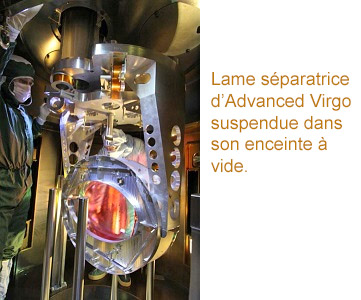 Lame séparatrice
d’Advanced Virgo
suspendue dans
son enceinte à
vide.